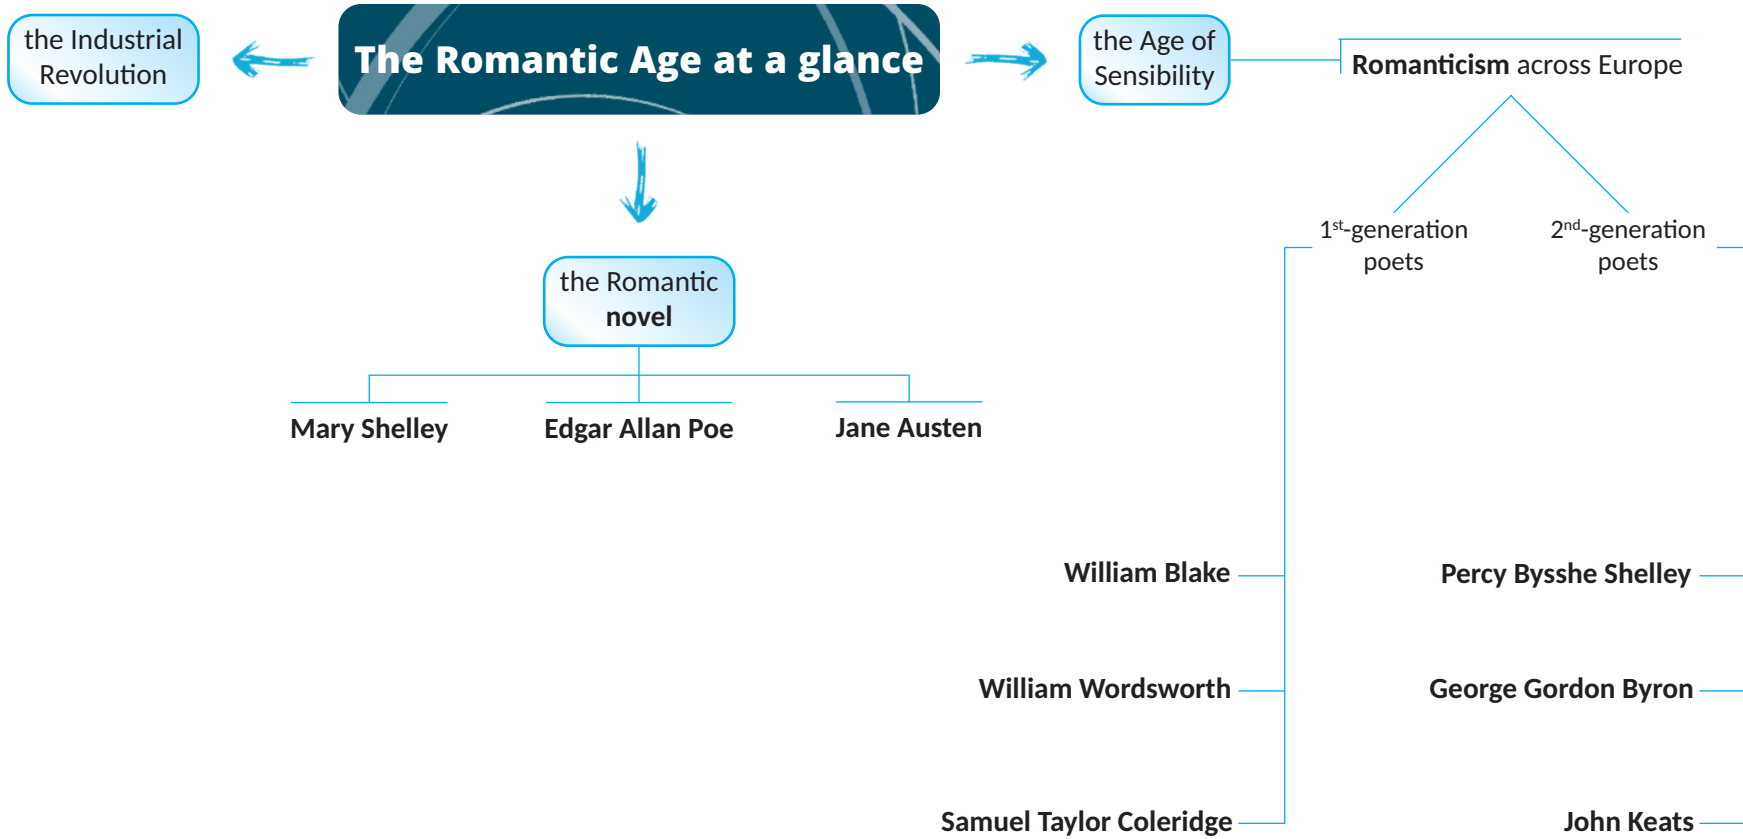 the Industrial
Revolution
The Romantic Age at a glance
the Age of
Sensibility
Romanticism across Europe
1st-generation
poets
2nd-generation
poets
the Romantic
novel
Mary Shelley
Edgar Allan Poe
Jane Austen
William Blake
Percy Bysshe Shelley
William Wordsworth
George Gordon Byron
Samuel Taylor Coleridge
John Keats